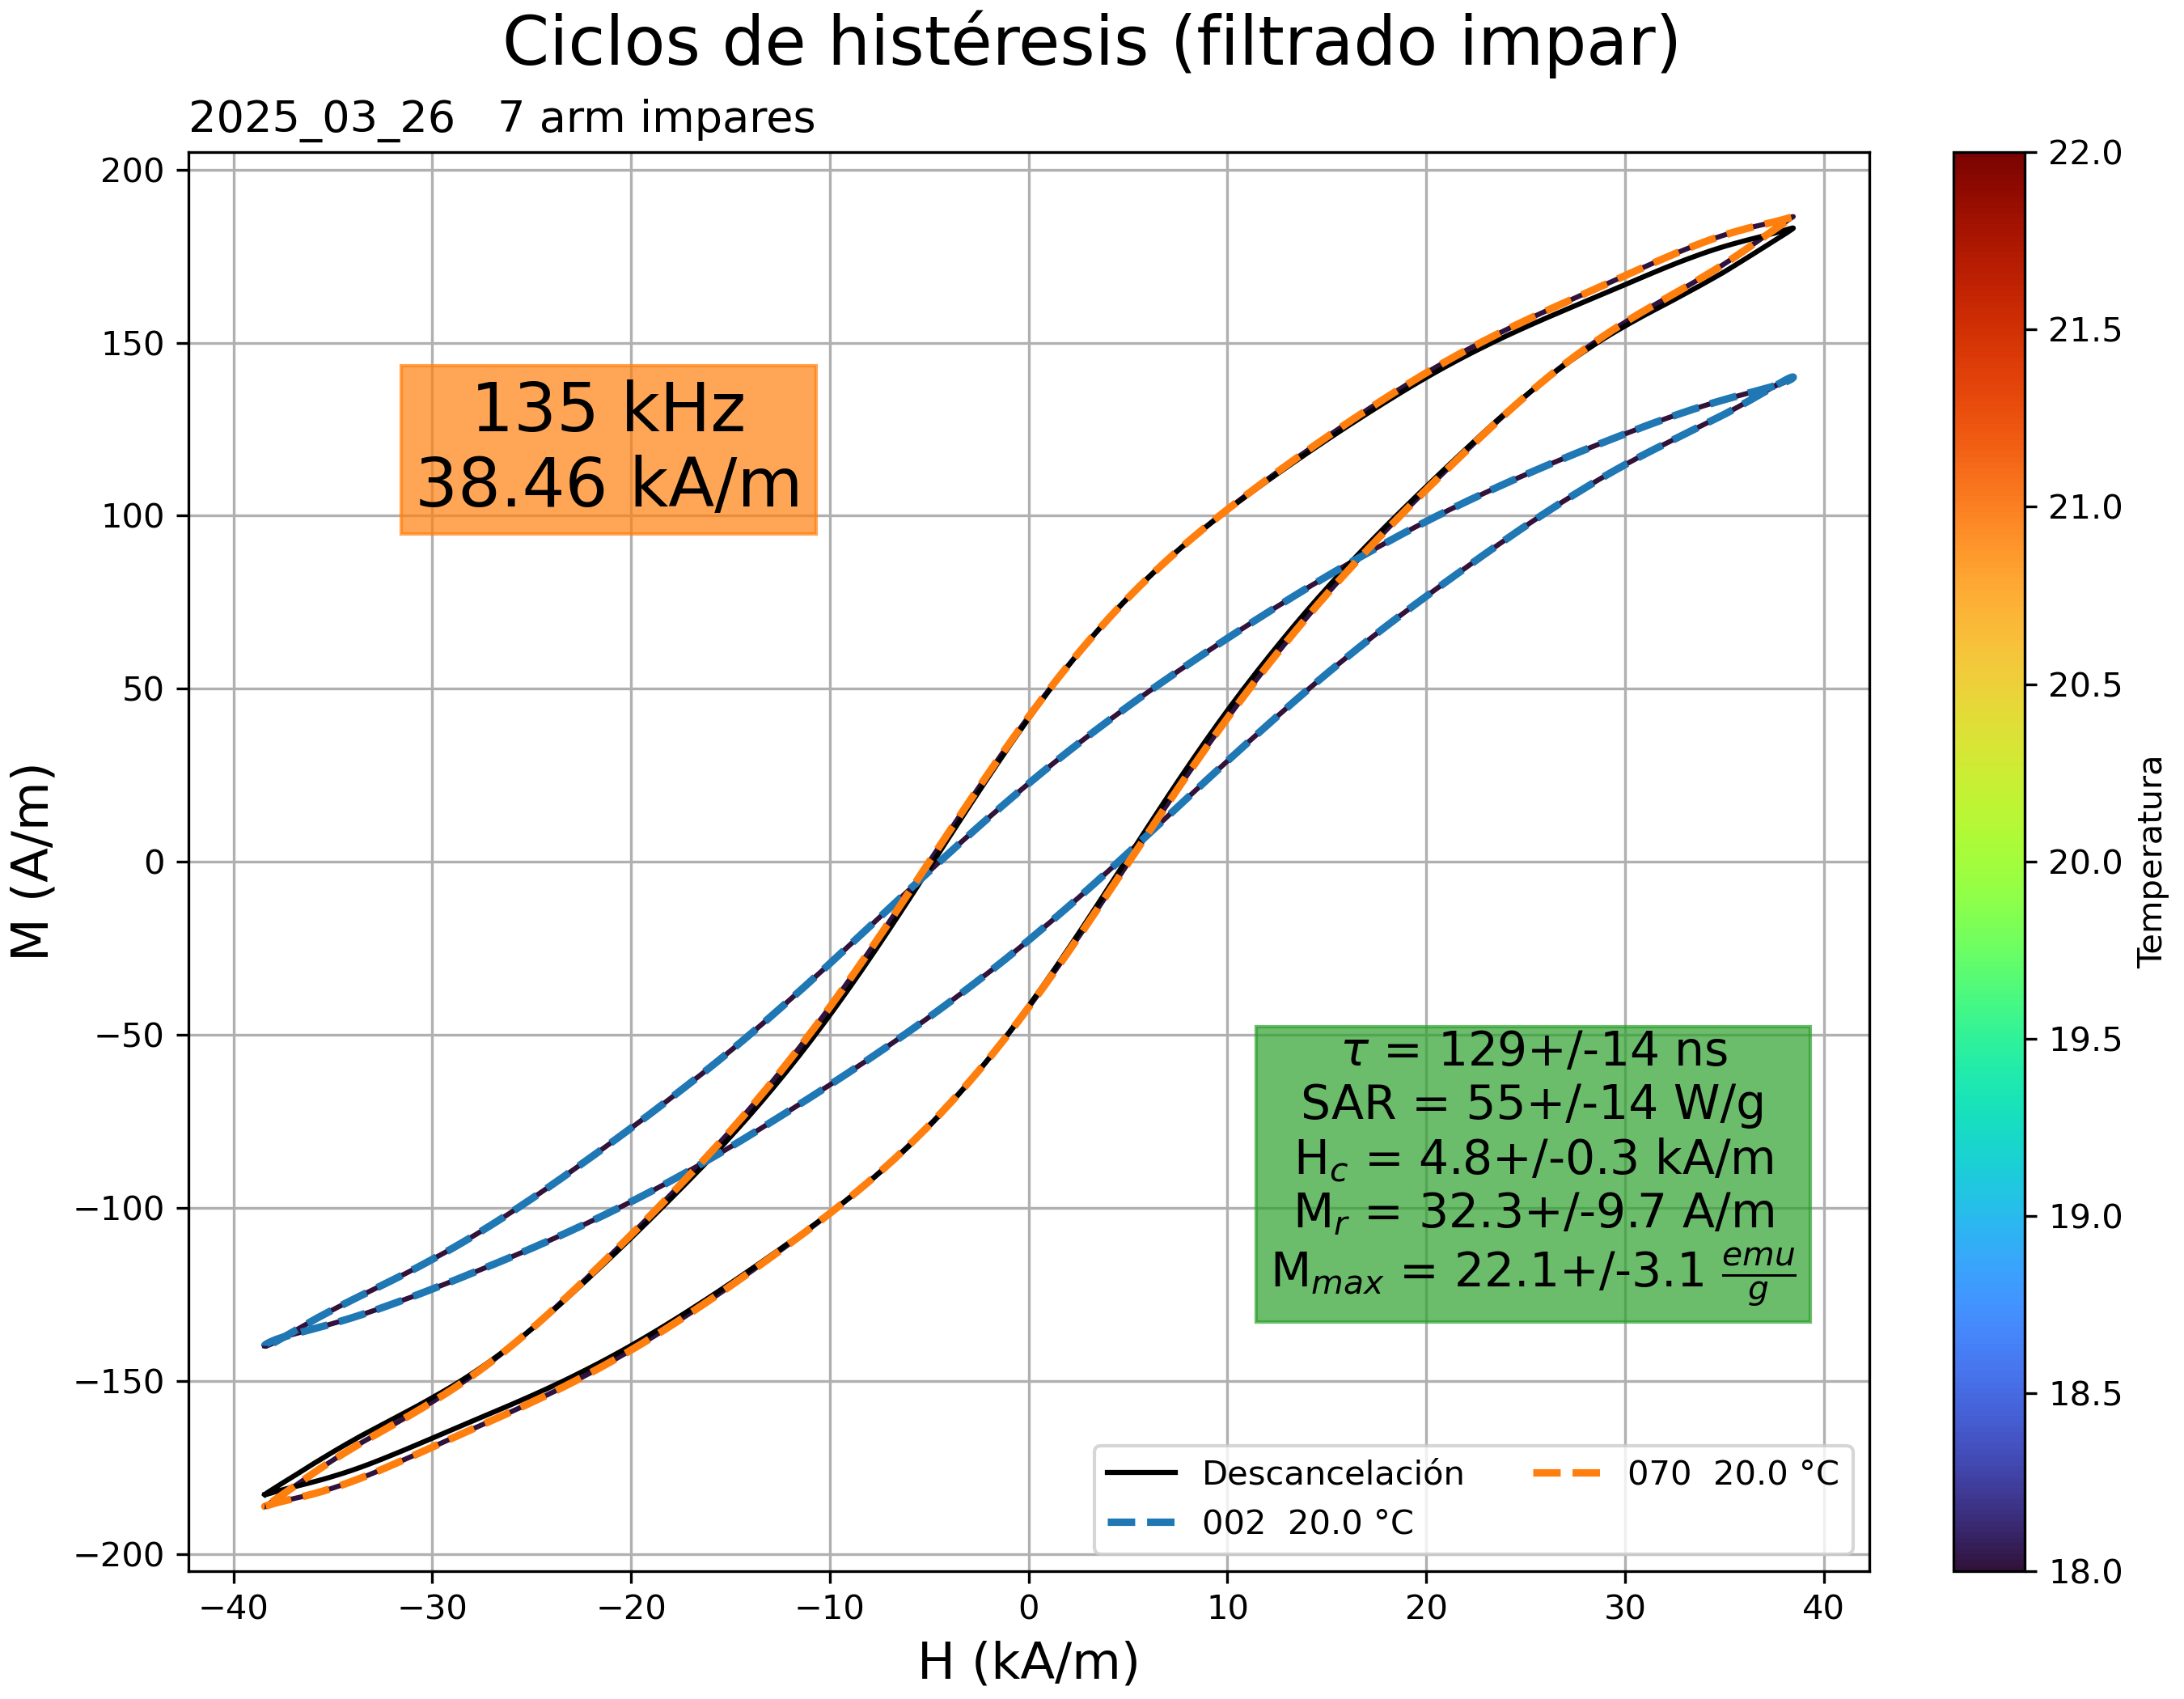 Ciclos de histéresis (filtrado impar)
2025_03_26   7 arm impares
200
150
100
50
0
−50
−100
−150
−200
M (A/m)
135 kHz
38.46 kA/m
τ = 129+/-14 ns
SAR = 55+/-14 W/g
H_c = 4.8+/-0.3 kA/m
M_r = 32.3+/-9.7 A/m
M_max = 22.1+/-3.1 emu/g
Descancelación
002  20.0 °C
070  20.0 °C
−40 −30 −20 −10 0 10 20 30 40
H (kA/m)
22.0
21.5
21.0
20.5
20.0
19.5
19.0
18.5
18.0
Temperatura